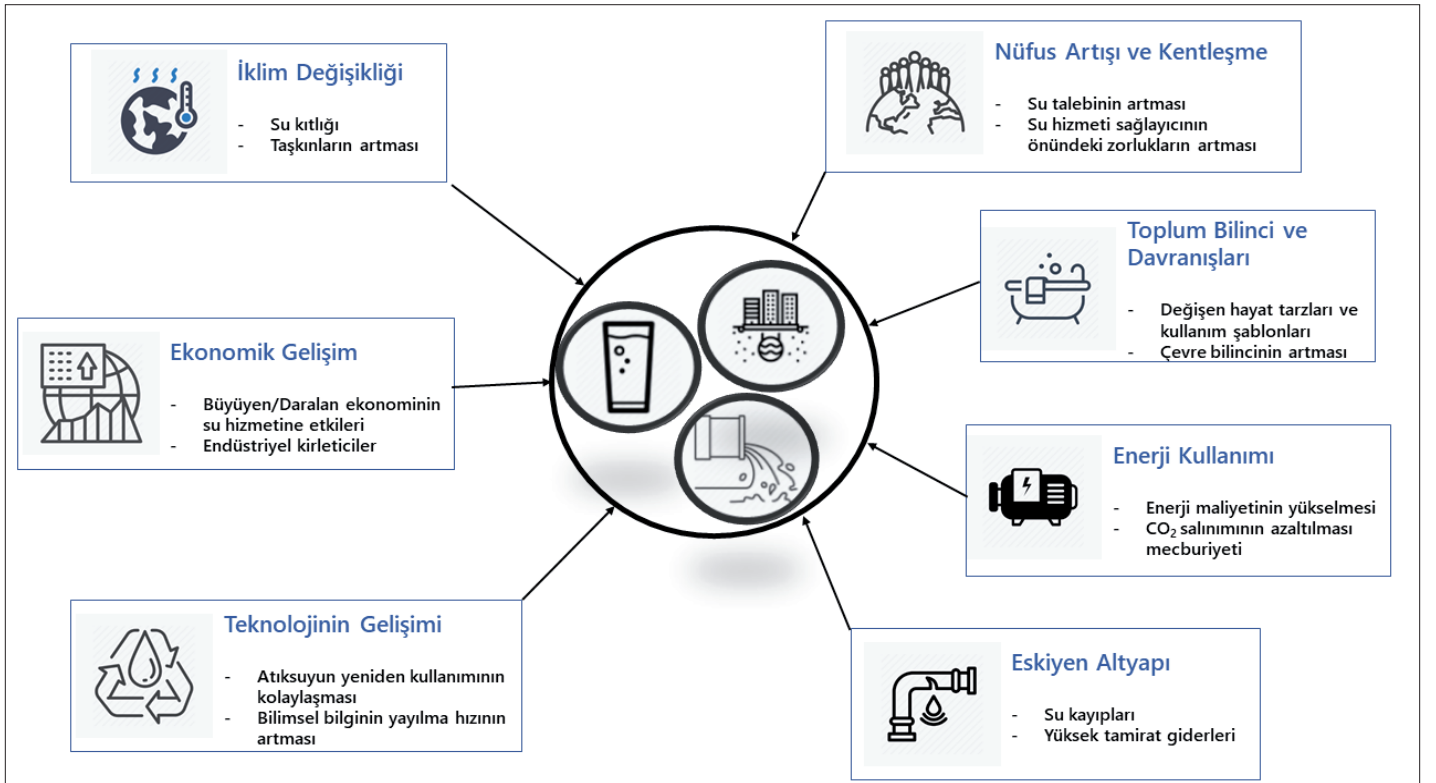 İklim Değişikliği
- Su kıtlığı
- Taşkınların artması
Nüfus Artışı ve Kentleşme
- Su talebinin artması
- Su hizmeti sağlayıcının
önündeki zorlukların artması
Toplum Bilinci ve
Davranışları
- Değişen hayat tarzları ve
kullanım şablonları
- Çevre bilincinin artması
Ekonomik Gelişim
- Büyüyen/Daralan ekonominin
su hizmetine etkileri
- Endüstriyel kirleticiler
Enerji Kullanımı
- Enerji maliyetinin yükselmesi
- CO₂ salınımının azaltılması
mecburiyeti
Teknolojinin Gelişimi
- Atıksuyun yeniden kullanımının
kolaylaşması
- Bilimsel bilginin yayılma hızının
artması
Eskiyen Altyapı
- Su kayıpları
- Yüksek tamirat giderleri